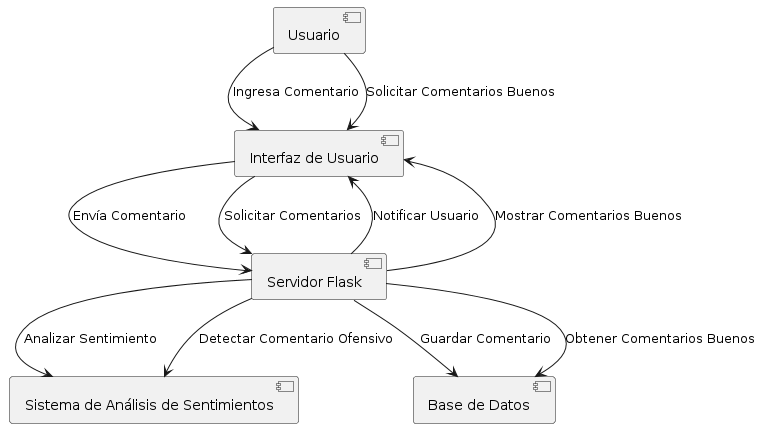 Usuario
Ingresa Comentario
Solicitar Comentarios Buenos
Interfaz de Usuario
Envía Comentario
Solicitar Comentarios
Notificar Usuario
Mostrar Comentarios Buenos
Servidor Flask
Analizar Sentimiento
Detectar Comentario Ofensivo
Guardar Comentario
Obtener Comentarios Buenos
Sistema de Análisis de Sentimientos
Base de Datos